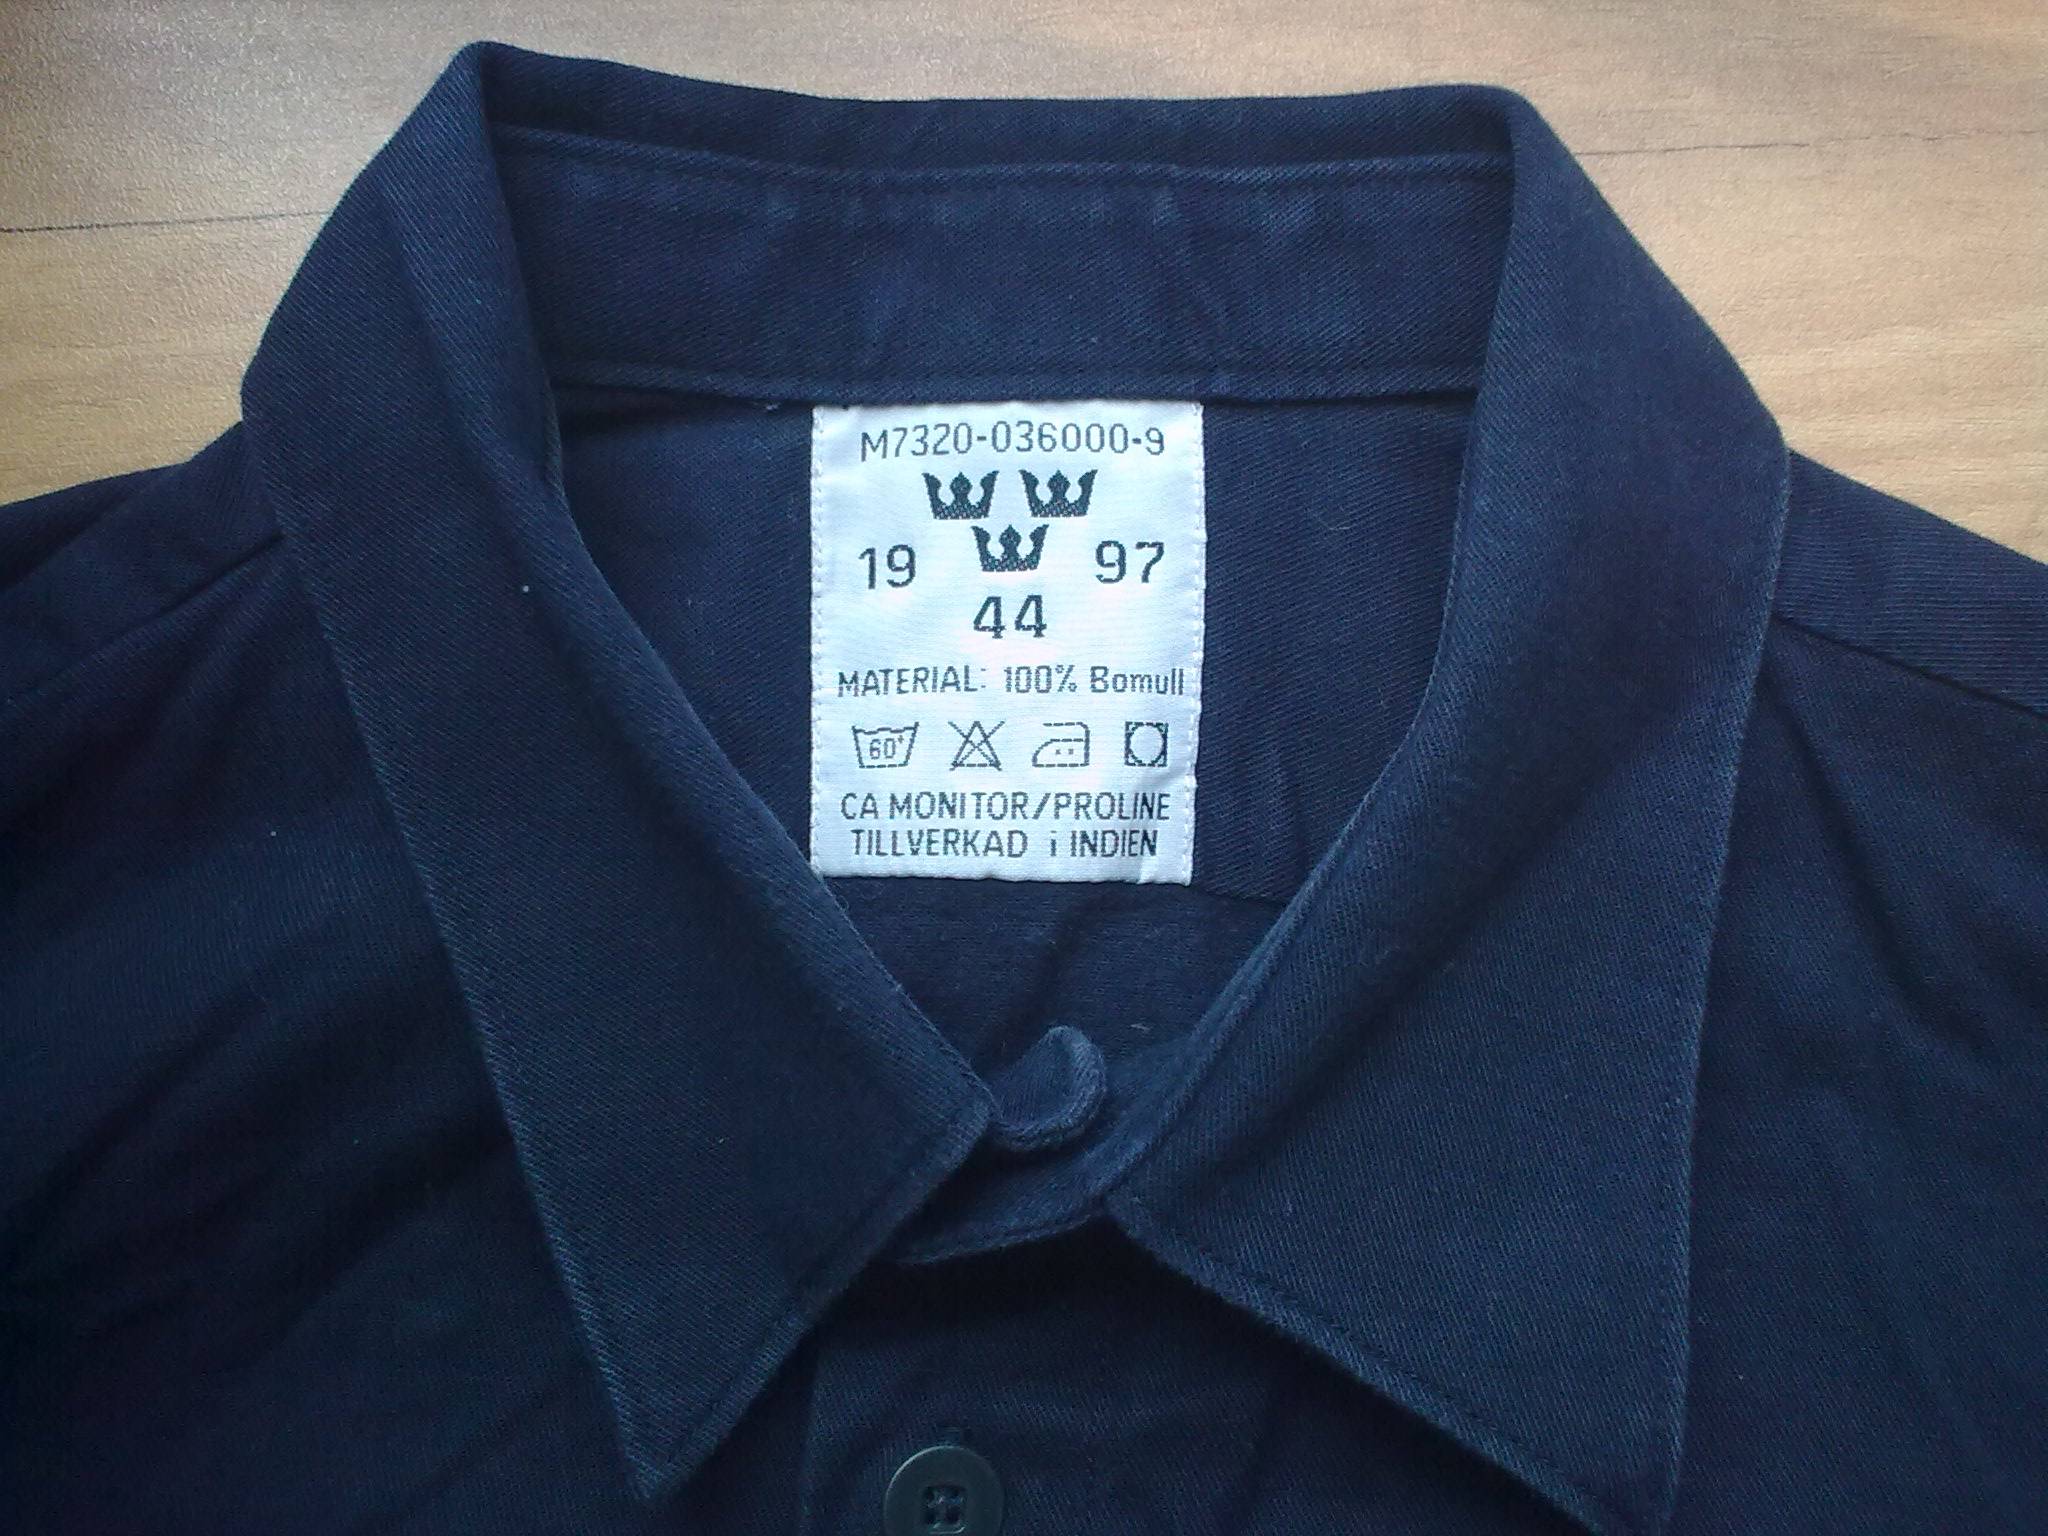 M7320-036000-9
19 97
44
MATERIAL: 100% Bomull
60°
CA MONITOR/PROLINE
TILLVERKAD i INDIEN